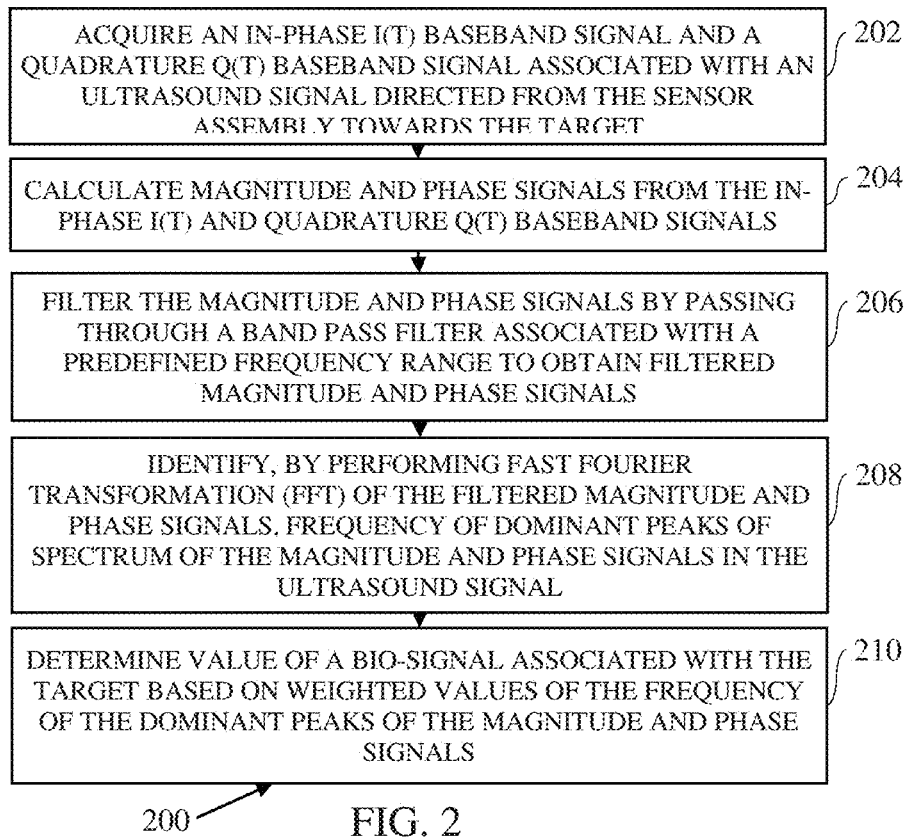 ACQUIRE AN IN-PHASE I(T) BASEBAND SIGNAL AND A
QUADRATURE Q(T) BASEBAND SIGNAL ASSOCIATED WITH AN
ULTRASOUND SIGNAL DIRECTED FROM THE SENSOR
ASSEMBLY TOWARDS THE TARGET
202
CALCULATE MAGNITUDE AND PHASE SIGNALS FROM THE IN-
PHASE I(T) AND QUADRATURE Q(T) BASEBAND SIGNALS
204
FILTER THE MAGNITUDE AND PHASE SIGNALS BY PASSING
THROUGH A BAND PASS FILTER ASSOCIATED WITH A
PREDEFINED FREQUENCY RANGE TO OBTAIN FILTERED
MAGNITUDE AND PHASE SIGNALS
206
IDENTIFY, BY PERFORMING FAST FOURIER
TRANSFORMATION (FFT) OF THE FILTERED MAGNITUDE AND
PHASE SIGNALS, FREQUENCY OF DOMINANT PEAKS OF
SPECTRUM OF THE MAGNITUDE AND PHASE SIGNALS IN THE
ULTRASOUND SIGNAL
208
DETERMINE VALUE OF A BIO-SIGNAL ASSOCIATED WITH THE
TARGET BASED ON WEIGHTED VALUES OF THE FREQUENCY
OF THE DOMINANT PEAKS OF THE MAGNITUDE AND PHASE
SIGNALS
210
200
FIG. 2